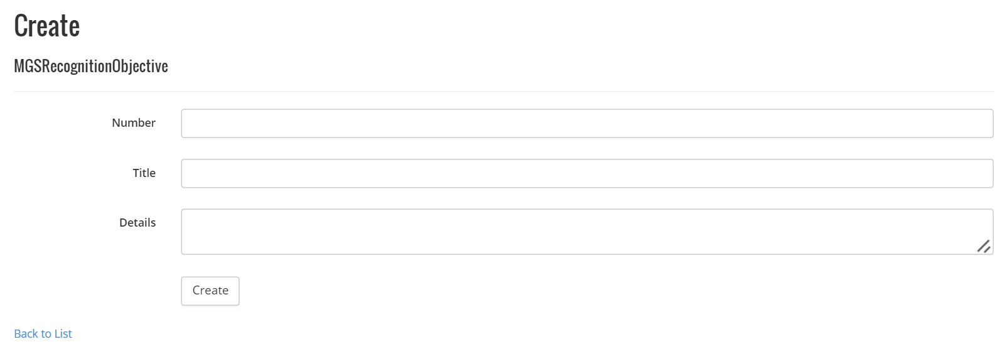 Create
MGSRecognitionObjective
Number
Title
Details
Create
Back to List